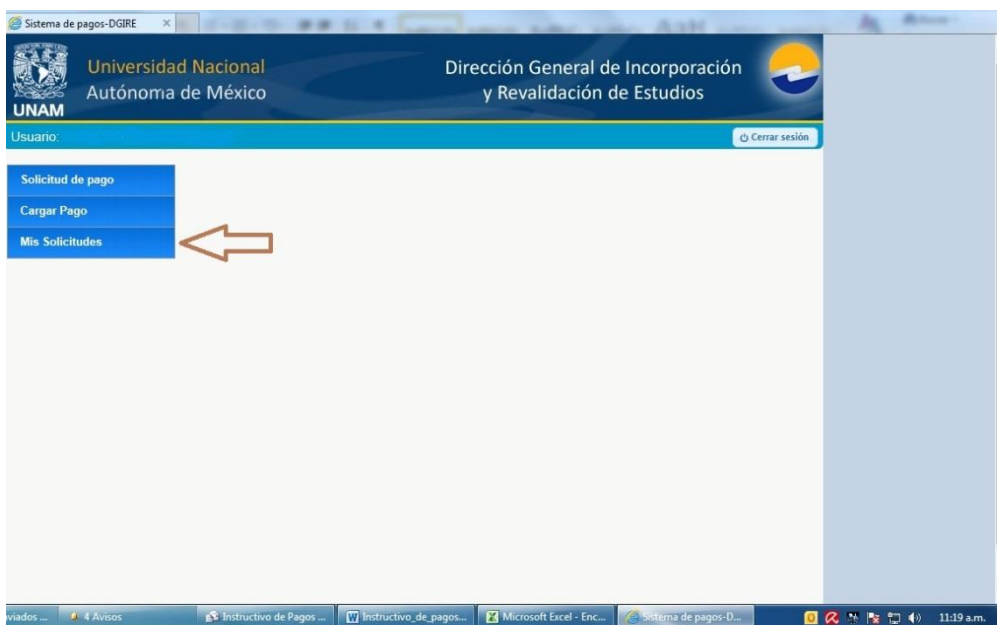 Sistema de pagos-DGIRE
Universidad Nacional
Autónoma de México
UNAM
Dirección General de Incorporación
y Revalidación de Estudios
Usuario:
Cerrar sesión
Solicitud de pago
Cargar Pago
Mis Solicitudes
viados ...
4 Avisos
Instructivo de Pagos ...
Instructivo_de_pagos...
Microsoft Excel - Enc...
Sistema de pagos-D...
11:19 a.m.